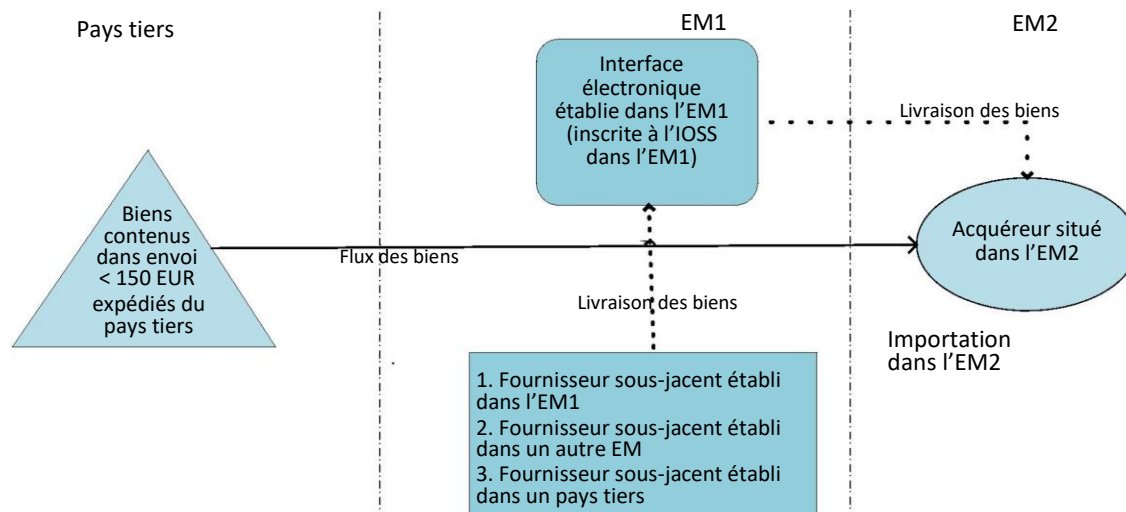 Pays tiers
EM1
EM2
Interface
électronique
établie dans l’EM1
(inscrite à l’IOSS
dans l’EM1)
Livraison des biens
Biens
contenus
dans envoi
< 150 EUR
expédiés du
pays tiers
Flux des biens
Acquéreur situé
dans l’EM2
Livraison des biens
Importation
dans l’EM2
1. Fournisseur sous-jacent établi
dans l’EM1
2. Fournisseur sous-jacent établi
dans un autre EM
3. Fournisseur sous-jacent établi
dans un pays tiers